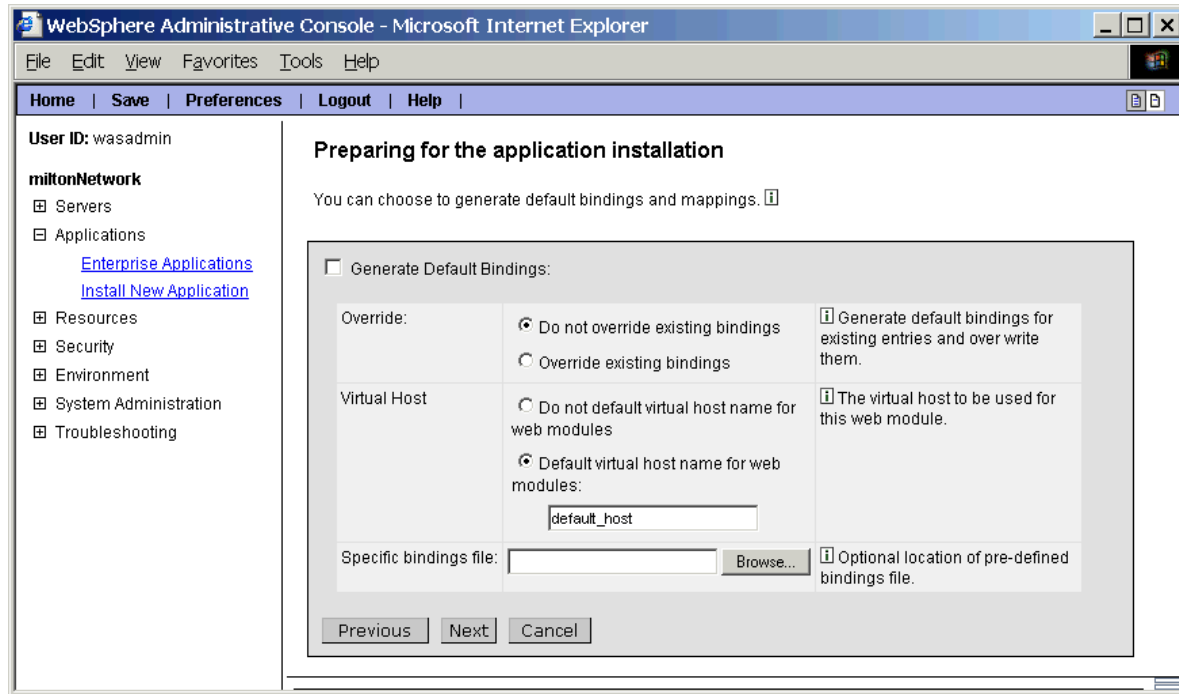 WebSphere Administrative Console - Microsoft Internet Explorer
File Edit View Favorites Tools Help
Home | Save | Preferences | Logout | Help |
User ID: wasadmin
miltonNetwork
Servers
Applications
Enterprise Applications
Install New Application
Resources
Security
Environment
System Administration
Troubleshooting
Preparing for the application installation
You can choose to generate default bindings and mappings. i
Generate Default Bindings:
Override:
Do not override existing bindings
Override existing bindings
i Generate default bindings for
existing entries and over write
them.
Virtual Host
Do not default virtual host name for
web modules
Default virtual host name for web
modules:
default_host
i The virtual host to be used for
this web module.
Specific bindings file:
Browse...
i Optional location of pre-defined
bindings file.
Previous Next Cancel